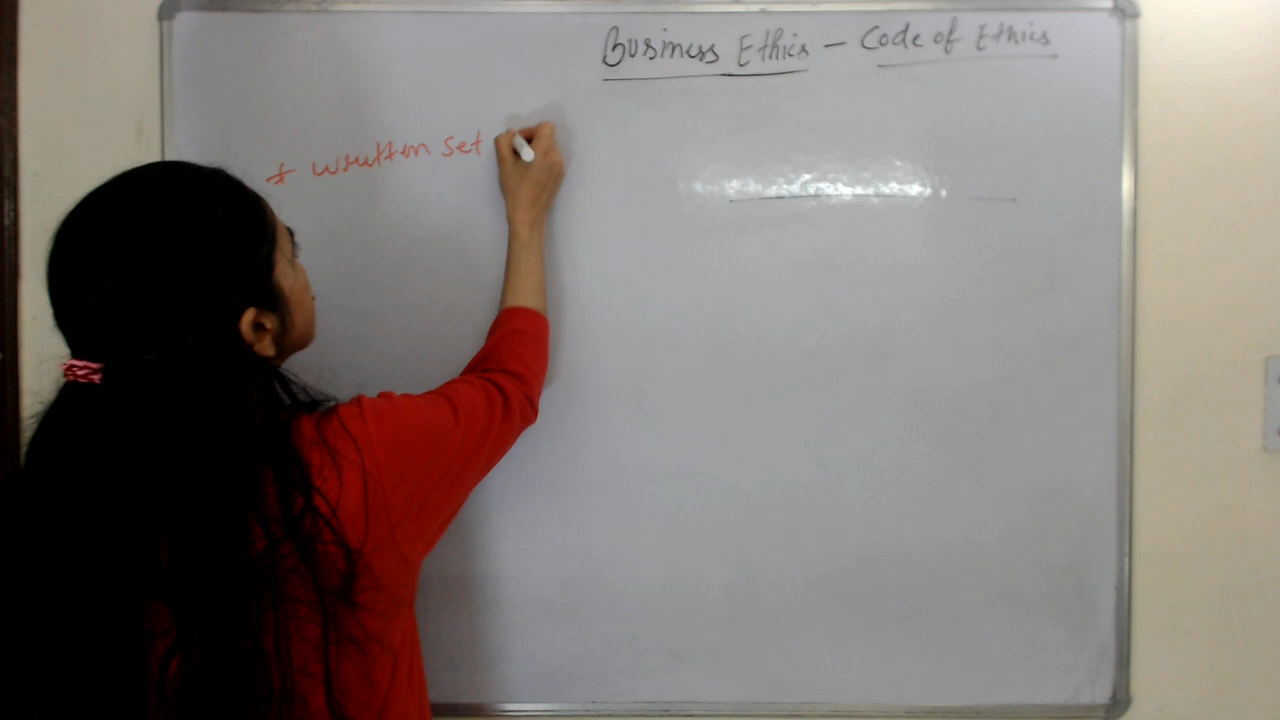 Business Ethics – Code of Ethics
* written set